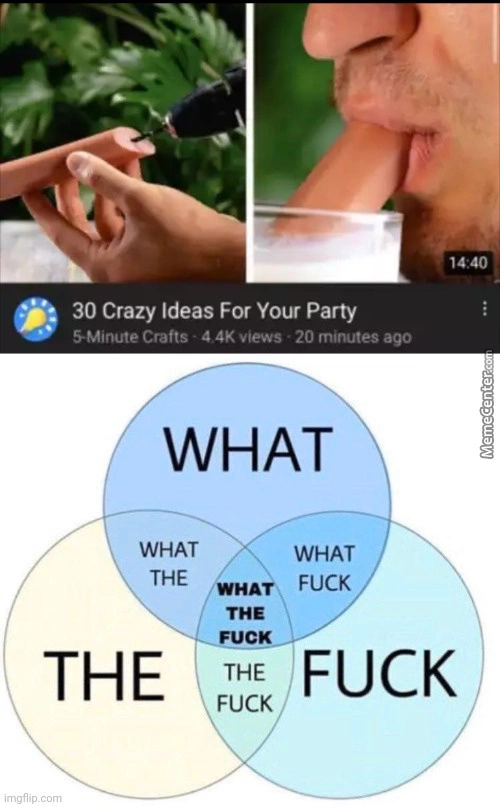 14:40
30 Crazy Ideas For Your Party
5-Minute Crafts · 4.4K views · 20 minutes ago
MemeCenter.com
WHAT
WHAT
THE
WHAT
FUCK
WHAT
THE
FUCK
THE
THE
FUCK
FUCK
imgflip.com